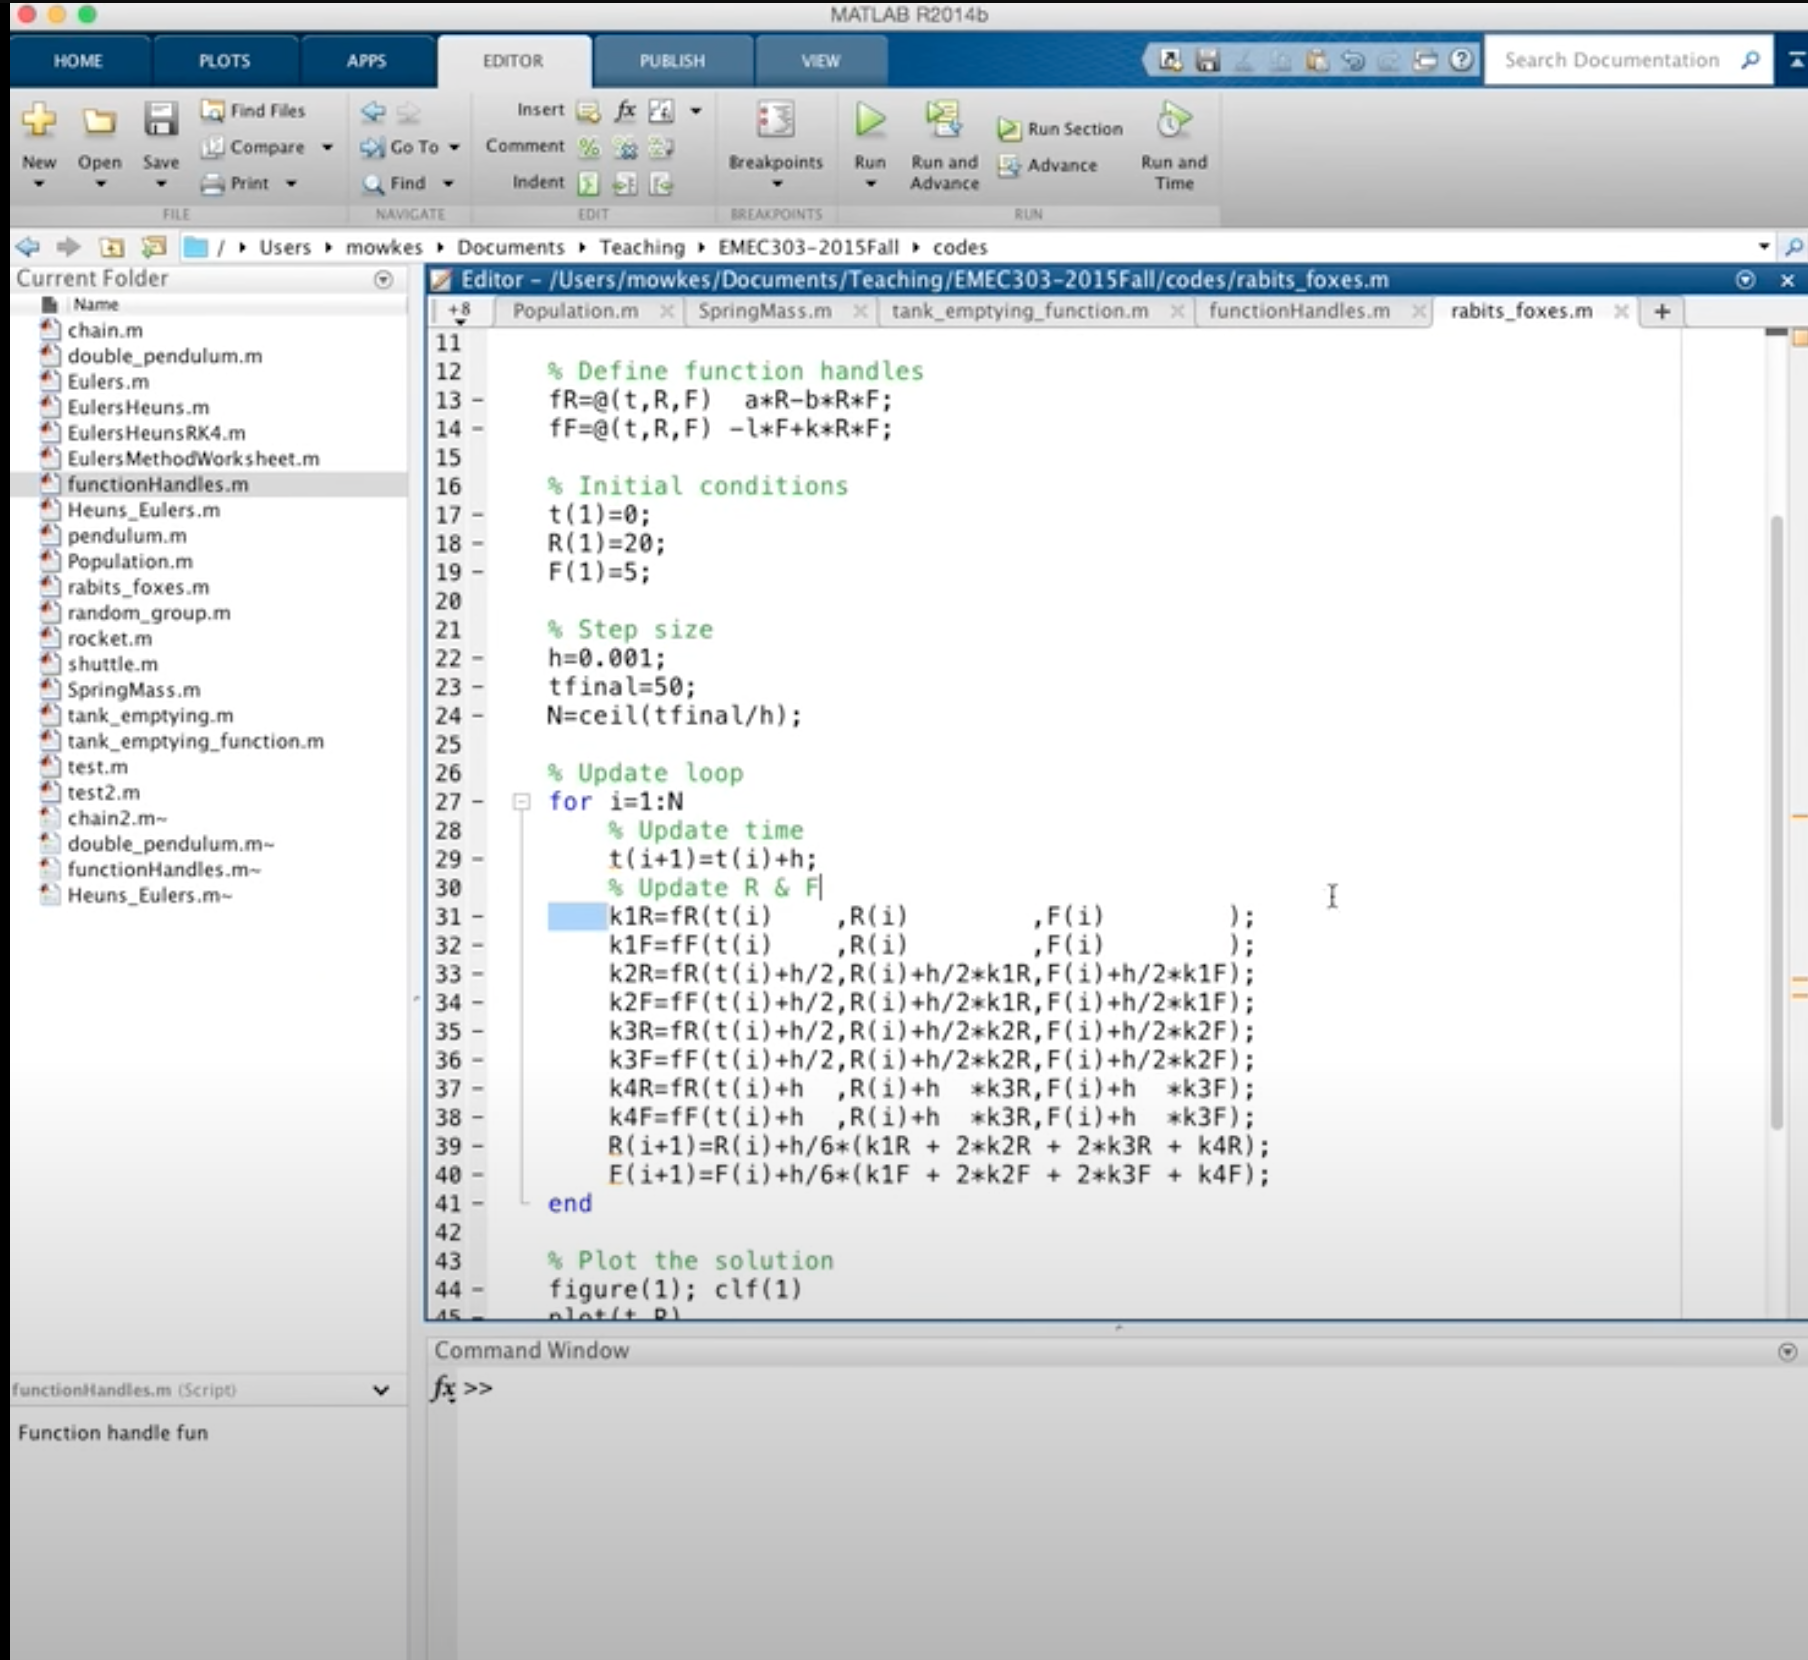 MATLAB R2014b
HOME PLOTS APPS EDITOR PUBLISH VIEW Search Documentation
Find Files Insert fx
New Open Save Compare Go To Comment Breakpoints Run Run and Advance Run Section Advance Run and Time
Print Find Indent
FILE NAVIGATE EDIT BREAKPOINTS RUN
/ Users mowkes Documents Teaching EMEC303-2015Fall codes
Current Folder
Name
chain.m
double_pendulum.m
Eulers.m
EulersHeuns.m
EulersHeunsRK4.m
EulersMethodWorksheet.m
functionHandles.m
Heuns_Eulers.m
pendulum.m
Population.m
rabits_foxes.m
random_group.m
rocket.m
shuttle.m
SpringMass.m
tank_emptying.m
tank_emptying_function.m
test.m
test2.m
chain2.m~
double_pendulum.m~
functionHandles.m~
Heuns_Eulers.m~
functionHandles.m (Script)
Function handle fun
Editor - /Users/mowkes/Documents/Teaching/EMEC303-2015Fall/codes/rabits_foxes.m
+8 Population.m SpringMass.m tank_emptying_function.m functionHandles.m rabits_foxes.m +
11
12 % Define function handles
13 - fR=@(t,R,F)  a*R-b*R*F;
14 - fF=@(t,R,F) -l*F+k*R*F;
15
16 % Initial conditions
17 - t(1)=0;
18 - R(1)=20;
19 - F(1)=5;
20
21 % Step size
22 - h=0.001;
23 - tfinal=50;
24 - N=ceil(tfinal/h);
25
26 % Update loop
27 - for i=1:N
28 % Update time
29 - t(i+1)=t(i)+h;
30 % Update R & F
31 - k1R=fR(t(i)    ,R(i)        ,F(i)        );
32 - k1F=fF(t(i)    ,R(i)        ,F(i)        );
33 - k2R=fR(t(i)+h/2,R(i)+h/2*k1R,F(i)+h/2*k1F);
34 - k2F=fF(t(i)+h/2,R(i)+h/2*k1R,F(i)+h/2*k1F);
35 - k3R=fR(t(i)+h/2,R(i)+h/2*k2R,F(i)+h/2*k2F);
36 - k3F=fF(t(i)+h/2,R(i)+h/2*k2R,F(i)+h/2*k2F);
37 - k4R=fR(t(i)+h  ,R(i)+h  *k3R,F(i)+h  *k3F);
38 - k4F=fF(t(i)+h  ,R(i)+h  *k3R,F(i)+h  *k3F);
39 - R(i+1)=R(i)+h/6*(k1R + 2*k2R + 2*k3R + k4R);
40 - F(i+1)=F(i)+h/6*(k1F + 2*k2F + 2*k3F + k4F);
41 - end
42
43 % Plot the solution
44 - figure(1); clf(1)
45 - plot(t,R)
Command Window
fx >>